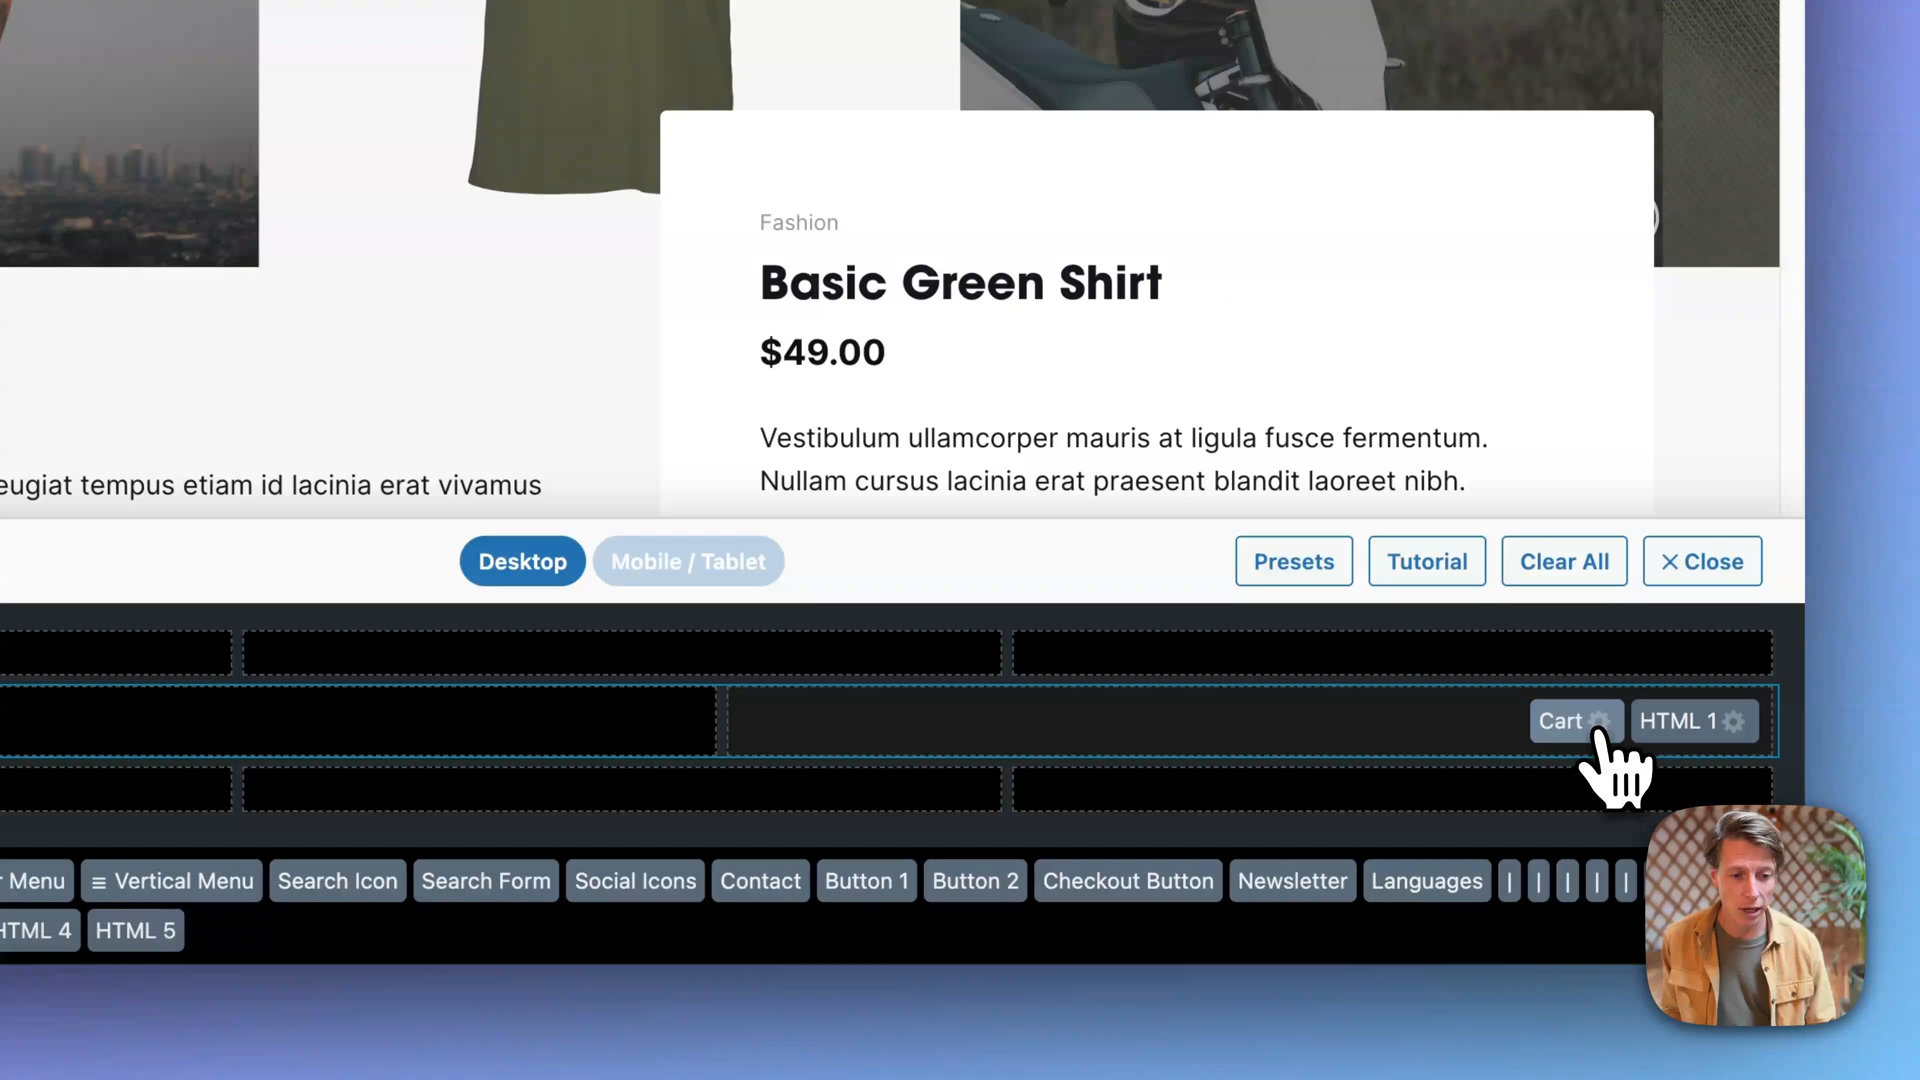 Fashion
Basic Green Shirt
$49.00
Vestibulum ullamcorper mauris at ligula fusce fermentum.
Nullam cursus lacinia erat praesent blandit laoreet nibh.
eugiat tempus etiam id lacinia erat vivamus
Desktop Mobile / Tablet Presets Tutorial Clear All Close
Cart HTML 1
Menu Vertical Menu Search Icon Search Form Social Icons Contact Button 1 Button 2 Checkout Button Newsletter Languages | | | | |
HTML 4 HTML 5